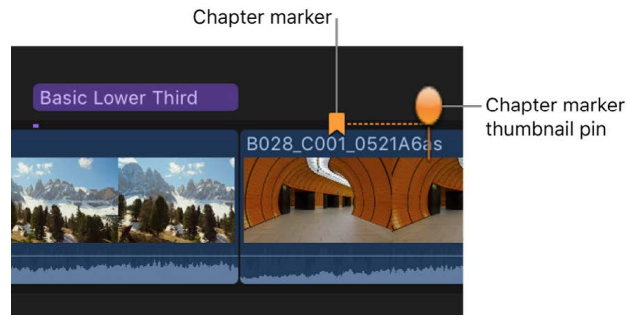 Chapter marker
Basic Lower Third
Chapter marker
thumbnail pin
B028_C001_0521A6as